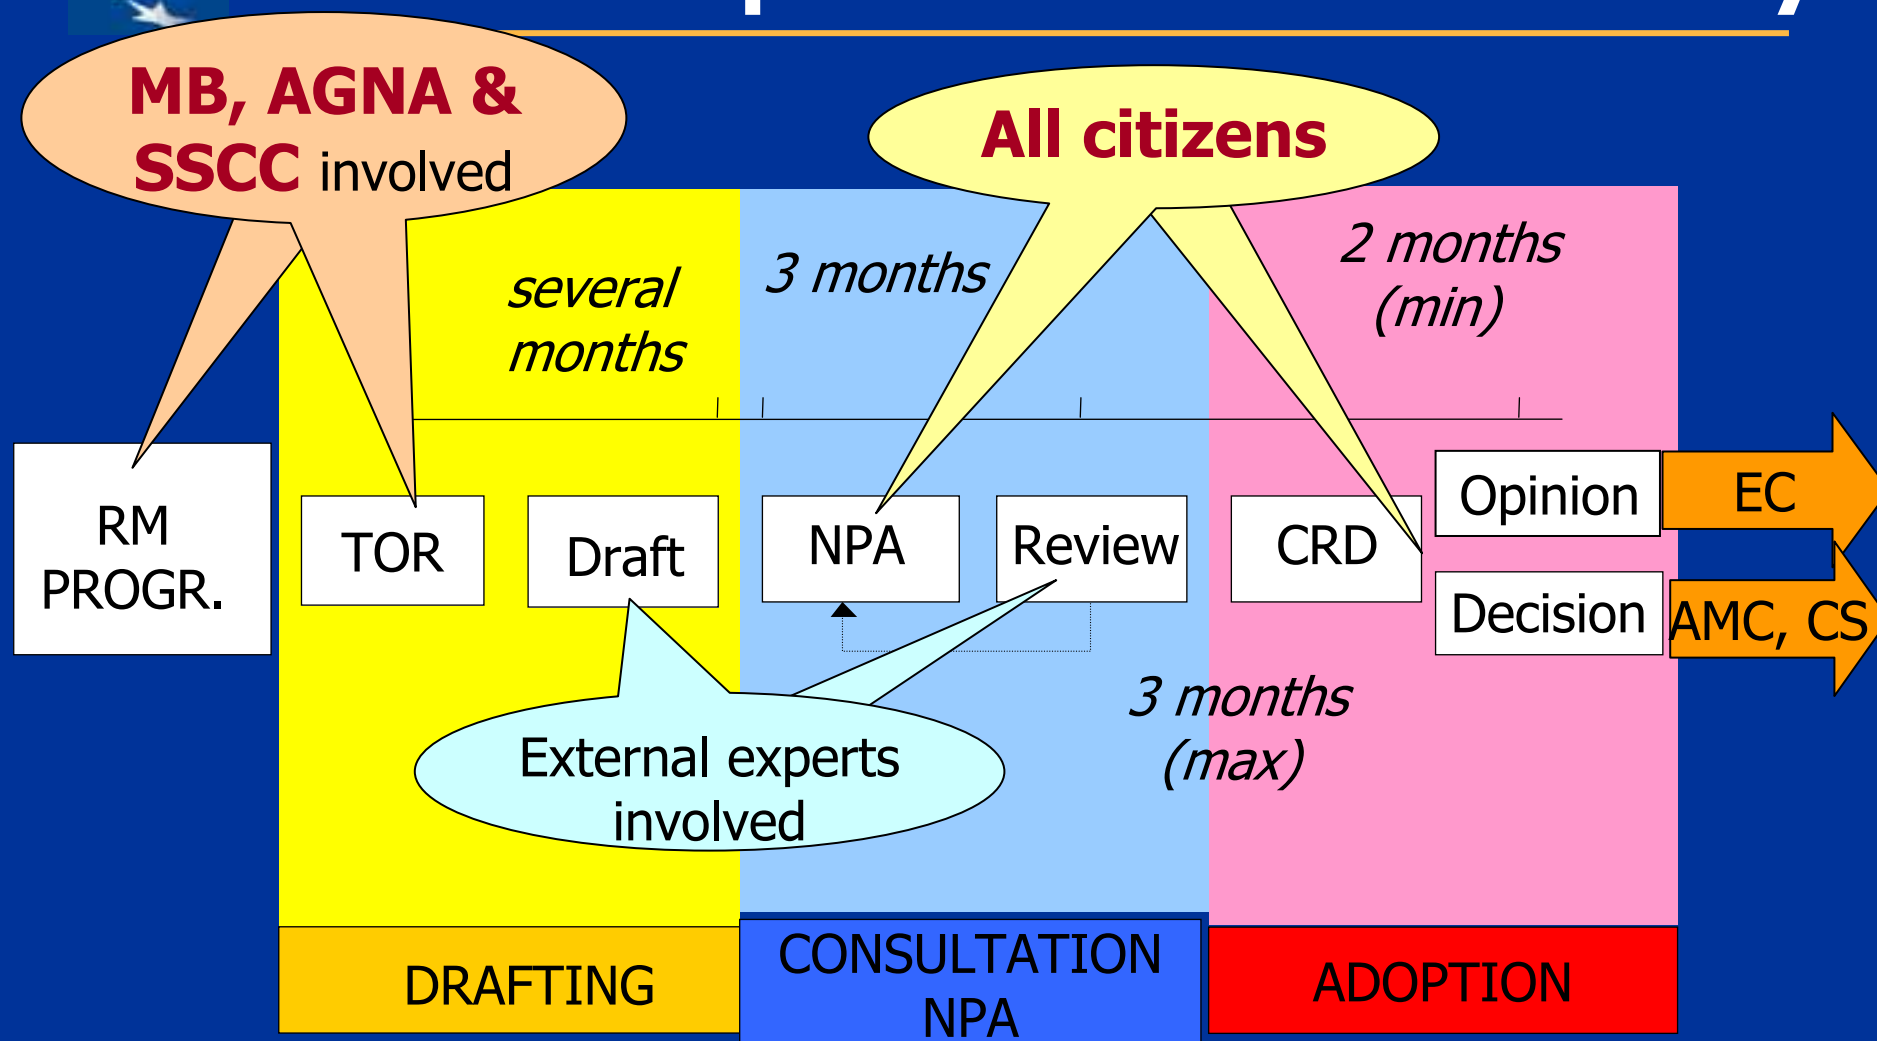 MB, AGNA &
SSCC involved
All citizens
several
months
3 months
2 months
(min)
RM
PROGR.
TOR
Draft
NPA
Review
CRD
Opinion
Decision
EC
AMC, CS
External experts
involved
3 months
(max)
DRAFTING
CONSULTATION
NPA
ADOPTION